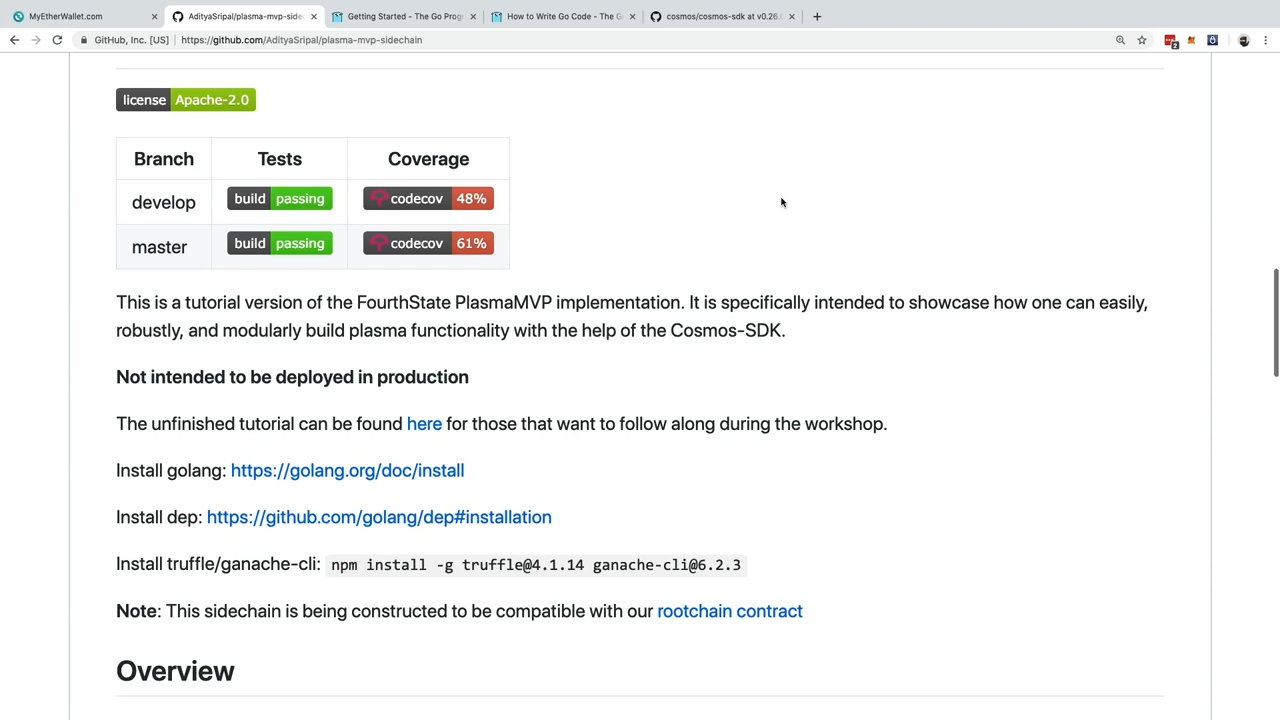 MyEtherWallet.com
AdityaSripal/plasma-mvp-side
Getting Started - The Go Prog
How to Write Go Code - The G
cosmos/cosmos-sdk at v0.26.
GitHub, Inc. [US] | https://github.com/AdityaSripal/plasma-mvp-sidechain
license Apache-2.0
Branch Tests Coverage
develop build passing codecov 48%
master build passing codecov 61%
This is a tutorial version of the FourthState PlasmaMVP implementation. It is specifically intended to showcase how one can easily,
robustly, and modularly build plasma functionality with the help of the Cosmos-SDK.
Not intended to be deployed in production
The unfinished tutorial can be found here for those that want to follow along during the workshop.
Install golang: https://golang.org/doc/install
Install dep: https://github.com/golang/dep#installation
Install truffle/ganache-cli: npm install -g truffle@4.1.14 ganache-cli@6.2.3
Note: This sidechain is being constructed to be compatible with our rootchain contract
Overview